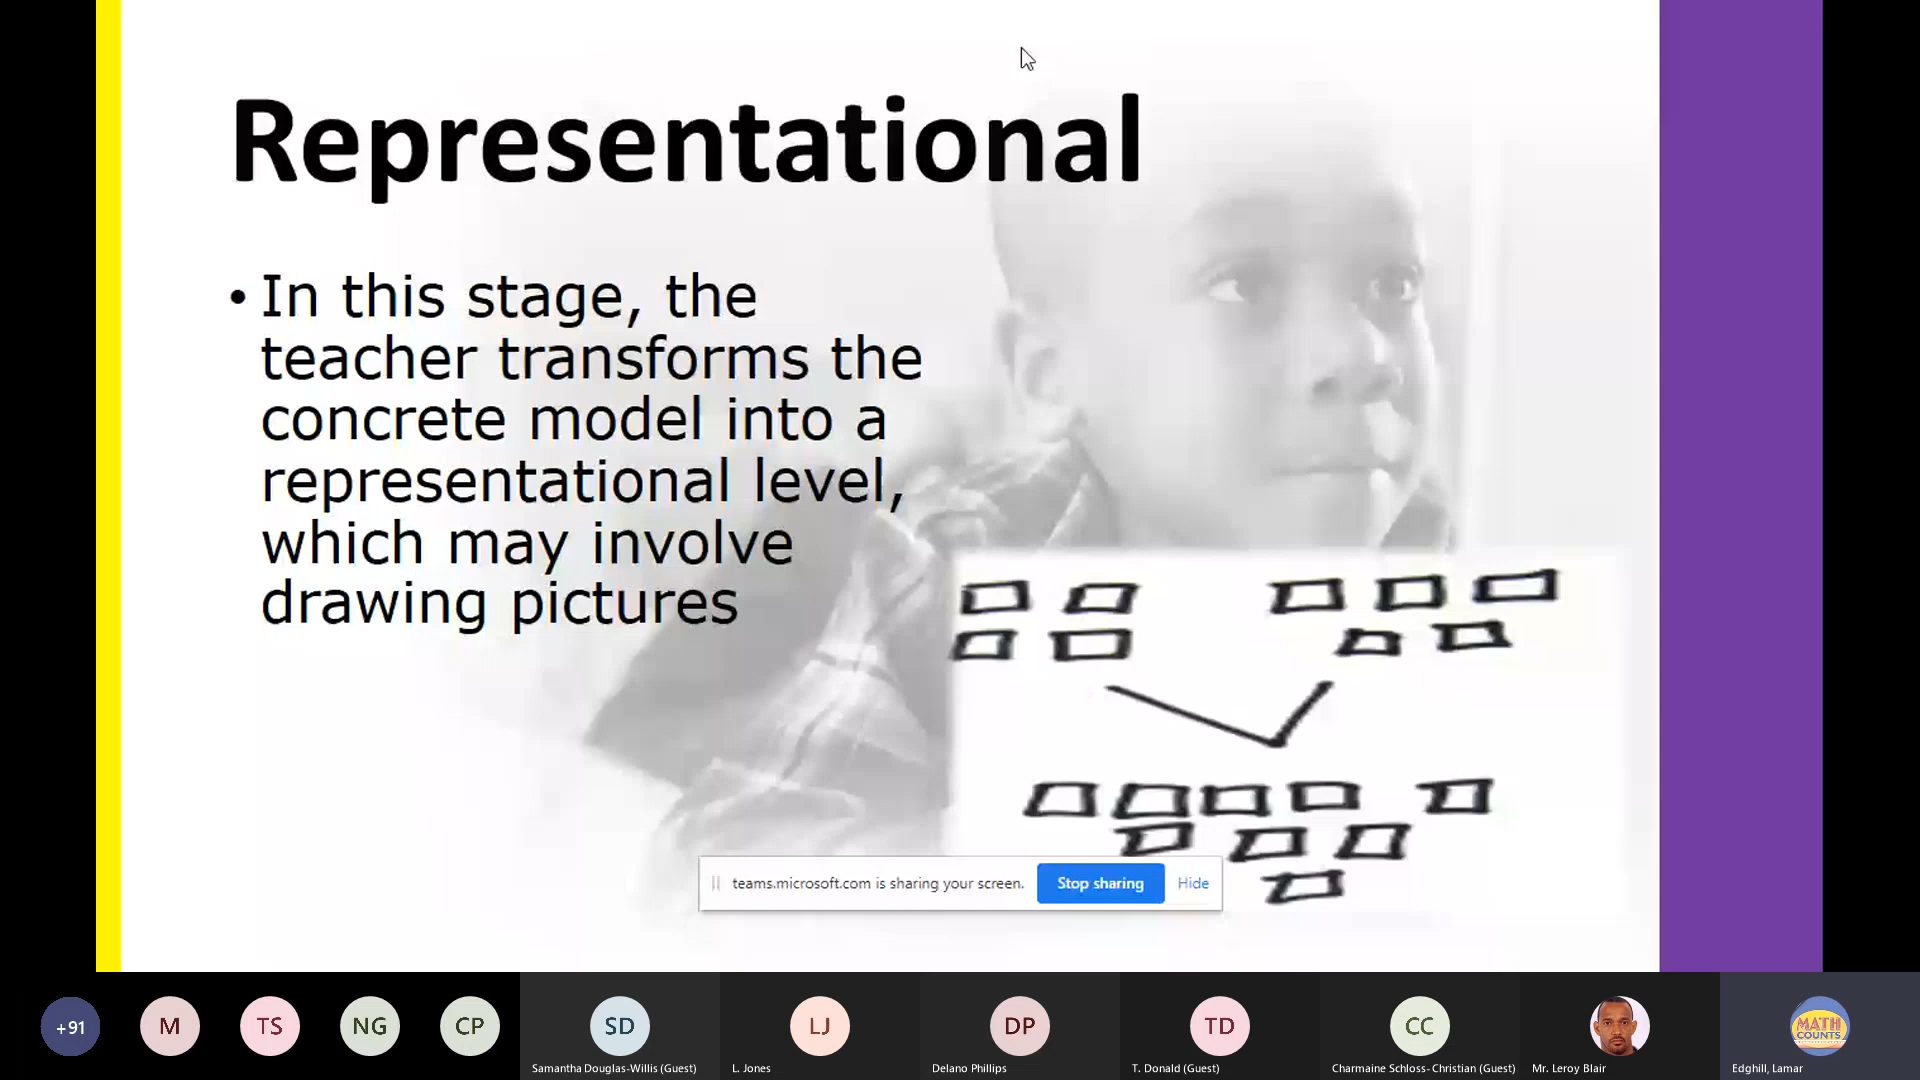 Representational
• In this stage, the
teacher transforms the
concrete model into a
representational level,
which may involve
drawing pictures
teams.microsoft.com is sharing your screen.
Stop sharing
Hide
+91
M
TS
NG
CP
SD
LJ
DP
TD
CC
MATH
COUNTS
Samantha Douglas-Willis (Guest)
L. Jones
Delano Phillips
T. Donald (Guest)
Charmaine Schloss-Christian (Guest)
Mr. Leroy Blair
Edghill, Lamar